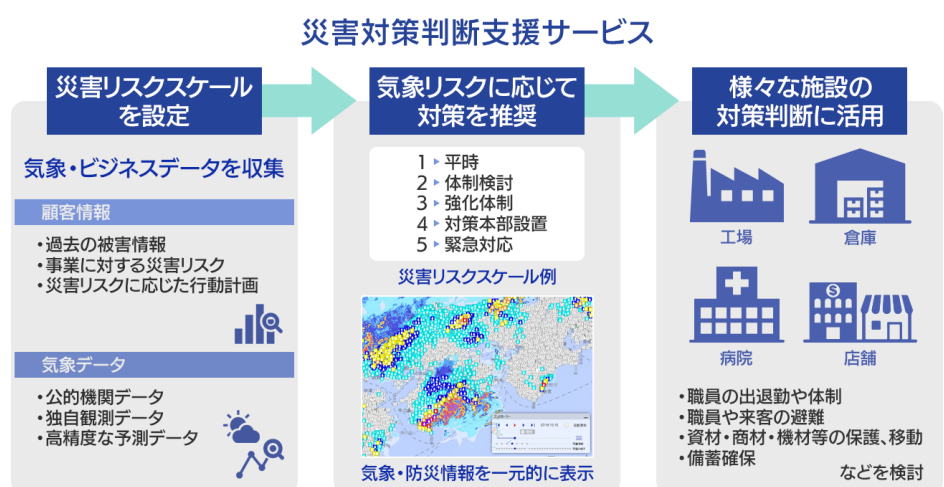 災害対策判断支援サービス
災害リスクスケール
を設定
気象・ビジネスデータを収集
顧客情報
・過去の被害情報
・事業に対する災害リスク
・災害リスクに応じた行動計画
気象データ
・公的機関データ
・独自観測データ
・高精度な予測データ
気象リスクに応じて
対策を推奨
1 ▸ 平時
2 ▸ 体制検討
3 ▸ 強化体制
4 ▸ 対策本部設置
5 ▸ 緊急対応
災害リスクスケール例
気象・防災情報を一元的に表示
様々な施設の
対策判断に活用
工場
倉庫
病院
$
店舗
・職員の出退勤や体制
・職員や来客の避難
・資材・商材・機材等の保護、移動
・備蓄確保
などを検討